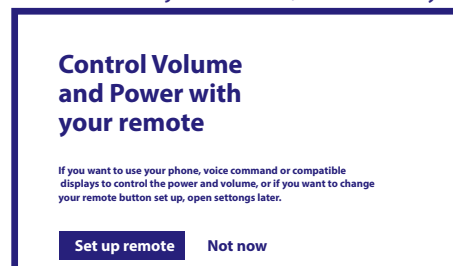 Control Volume
and Power with
your remote
If you want to use your phone, voice command or compatible
displays to control the power and volume, or if you want to change
your remote button set up, open settongs later.
Set up remote
Not now